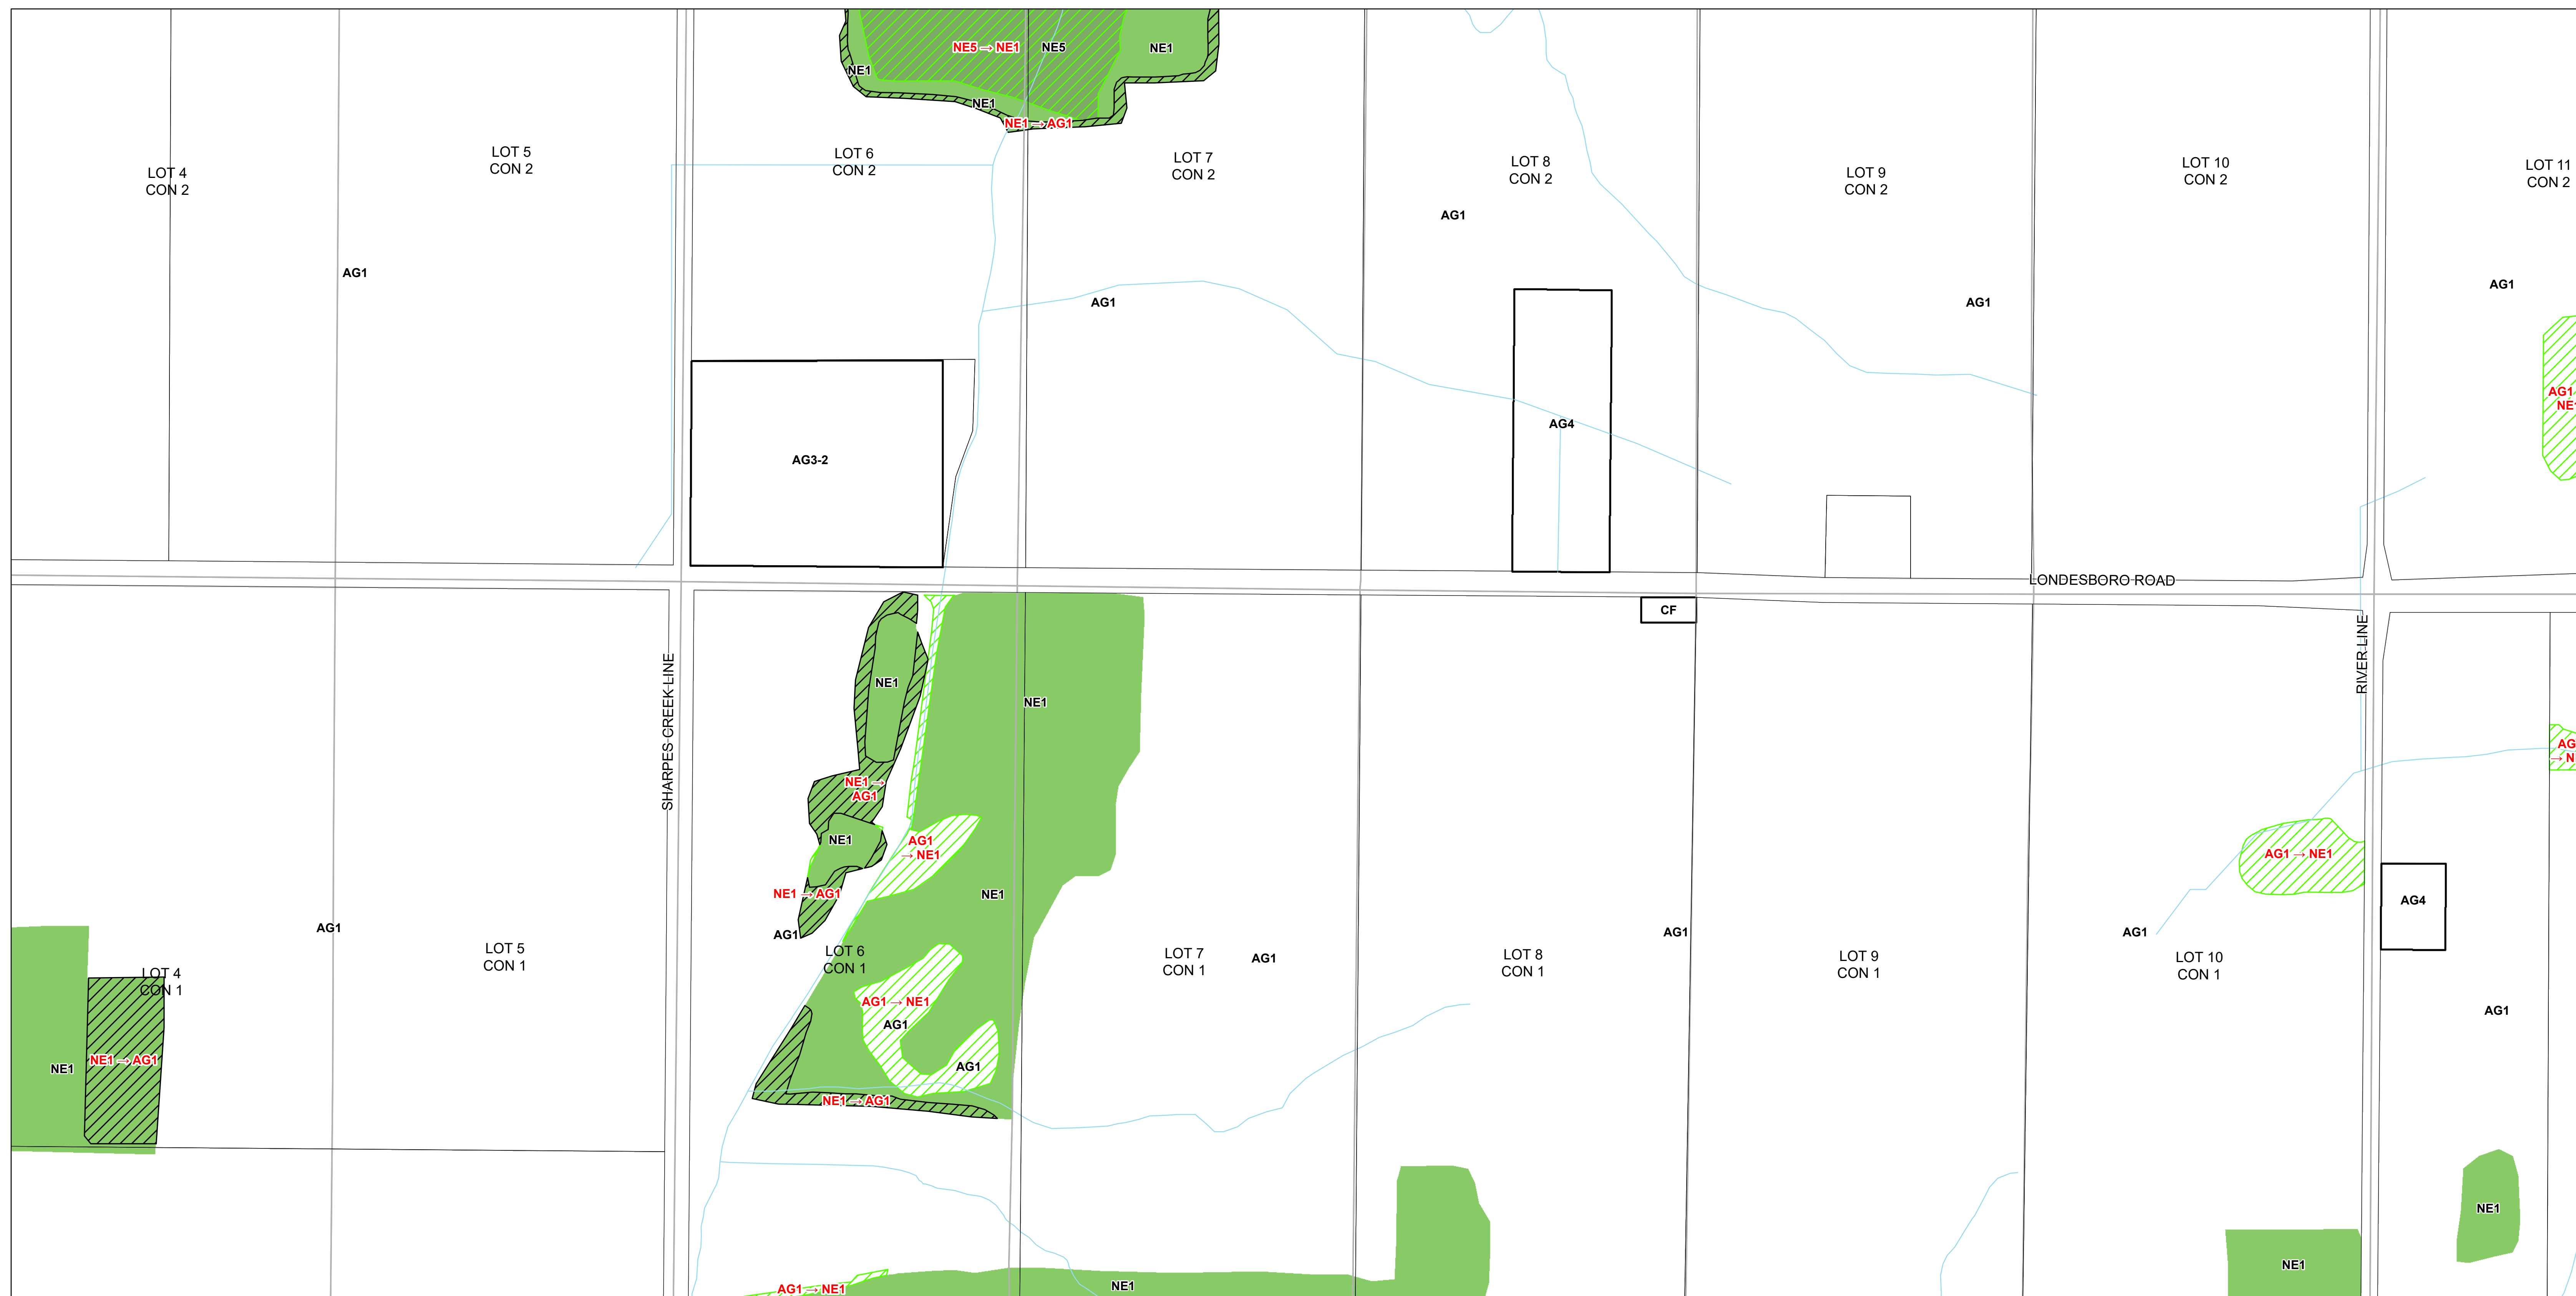 NE5 → NE1
NE5
NE1
NE1
NE1
NE1 → AG1
LOT 4
CON 2
LOT 5
CON 2
LOT 6
CON 2
LOT 7
CON 2
LOT 8
CON 2
LOT 9
CON 2
LOT 10
CON 2
LOT 11
CON 2
AG1
AG1
AG1
AG1
AG1
AG1
NE1
AG3-2
AG4
LONDESBORO ROAD
CF
SHARPES CREEK LINE
RIVER LINE
NE1
NE1
AG
→ N
NE1 →
AG1
NE1
AG1
→ NE1
AG1 → NE1
NE1 → AG1
NE1
AG4
AG1
AG1
AG1
AG1
LOT 4
CON 1
LOT 5
CON 1
LOT 6
CON 1
LOT 7
CON 1
AG1
LOT 8
CON 1
LOT 9
CON 1
LOT 10
CON 1
AG1 → NE1
AG1
AG1
AG1
NE1
NE1 → AG1
NE1 → AG1
NE1
NE1
AG1 → NE1
NE1